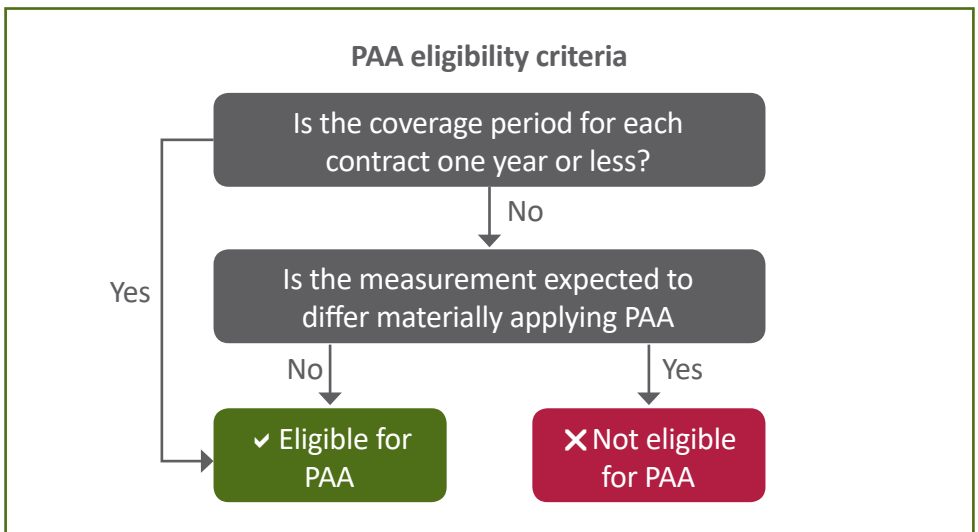 PAA eligibility criteria
Is the coverage period for each
contract one year or less?
No
Yes
Is the measurement expected to
differ materially applying PAA
No
Yes
✓ Eligible for
PAA
✕ Not eligible
for PAA